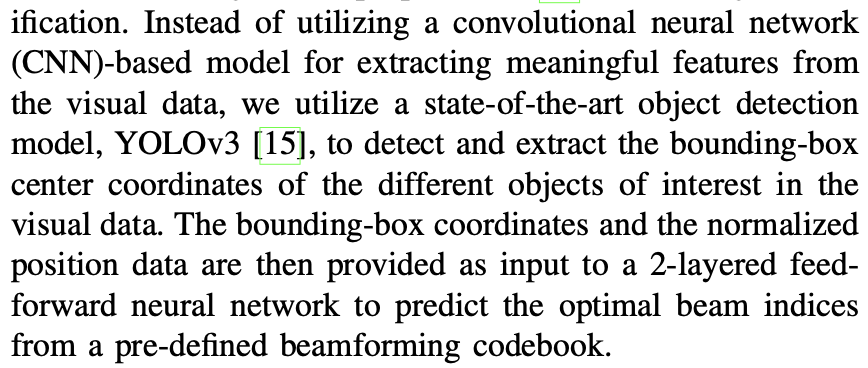 ification. Instead of utilizing a convolutional neural network
(CNN)-based model for extracting meaningful features from
the visual data, we utilize a state-of-the-art object detection
model, YOLOv3 [15], to detect and extract the bounding-box
center coordinates of the different objects of interest in the
visual data. The bounding-box coordinates and the normalized
position data are then provided as input to a 2-layered feed-
forward neural network to predict the optimal beam indices
from a pre-defined beamforming codebook.